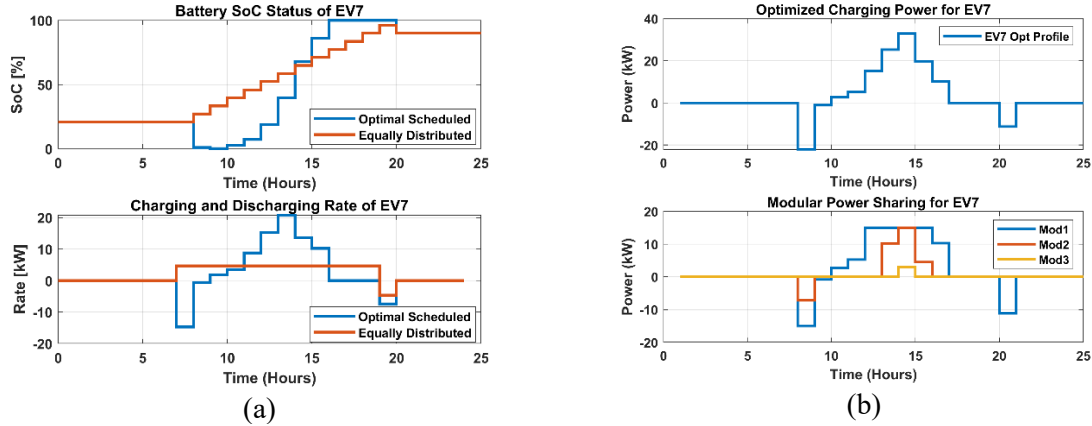 Battery SoC Status of EV7
SoC [%]
100
50
0
Optimal Scheduled
Equally Distributed
0 5 10 15 20 25
Time (Hours)
Charging and Discharging Rate of EV7
Rate [kW]
20
10
0
-10
-20
Optimal Scheduled
Equally Distributed
0 5 10 15 20 25
Time (Hours)
(a)
Optimized Charging Power for EV7
Power (kW)
40
20
0
-20
EV7 Opt Profile
0 5 10 15 20 25
Time (Hours)
Modular Power Sharing for EV7
Power (kW)
20
10
0
-10
-20
Mod1
Mod2
Mod3
0 5 10 15 20 25
Time (Hours)
(b)